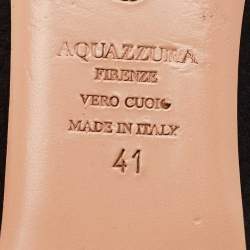 AQUAZZURA
FIRENZE
VERO CUOIO
MADE IN ITALY
41